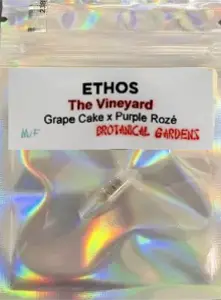 ETHOS
The Vineyard
Grape Cake x Purple Rozé
BROTANICAL GARDENS